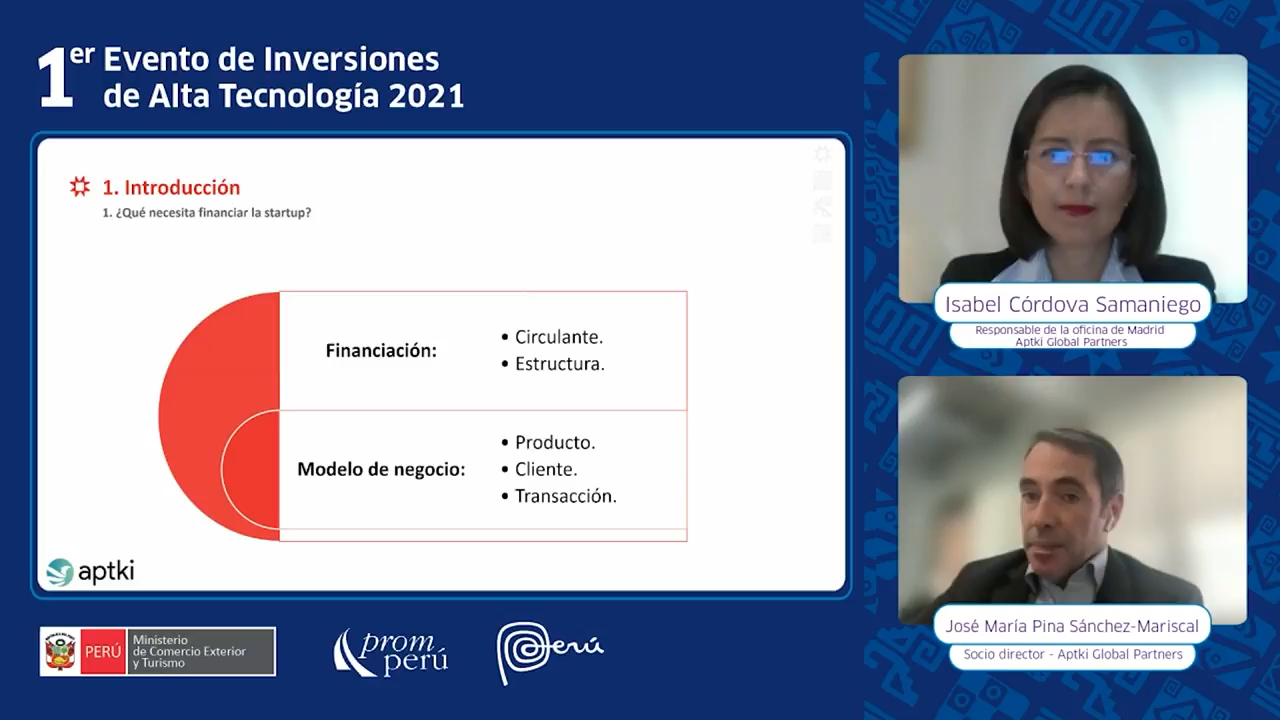 1er Evento de Inversiones
de Alta Tecnología 2021
1. Introducción
1. ¿Qué necesita financiar la startup?
Financiación:
• Circulante.
• Estructura.
Modelo de negocio:
• Producto.
• Cliente.
• Transacción.
aptki
PERÚ
Ministerio
de Comercio Exterior
y Turismo
prom
perú
Perú
Isabel Córdova Samaniego
Responsable de la oficina de Madrid
Aptki Global Partners
José María Pina Sánchez-Mariscal
Socio director - Aptki Global Partners